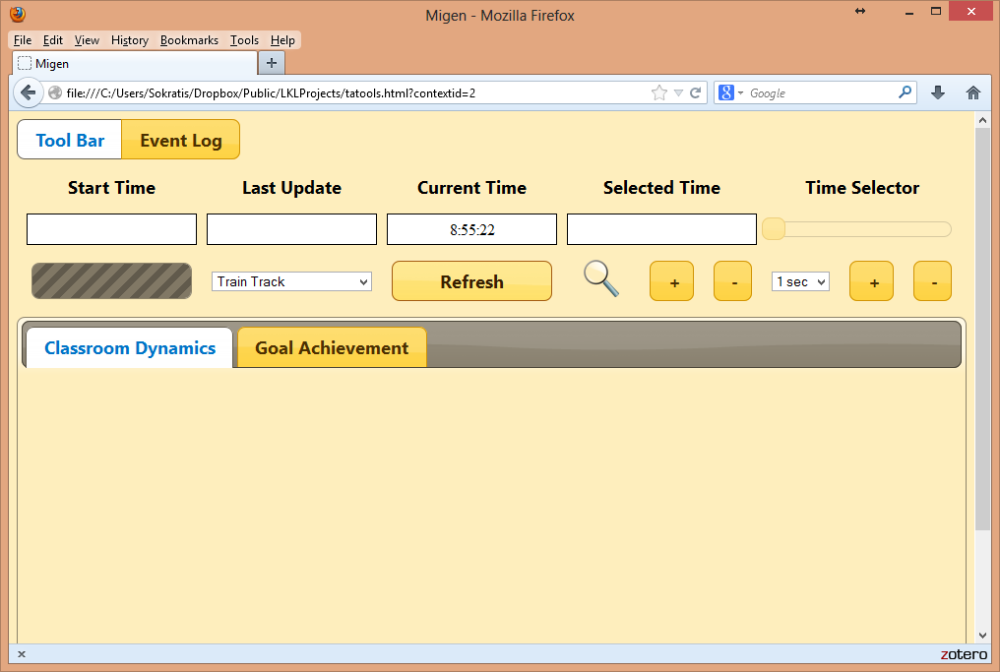 Migen - Mozilla Firefox
File Edit View History Bookmarks Tools Help
Migen +
file:///C:/Users/Sokratis/Dropbox/Public/LKLProjects/tatools.html?contextid=2 8 Google
Tool Bar Event Log
Start Time Last Update Current Time Selected Time Time Selector
8:55:22
Train Track Refresh + - 1 sec + -
Classroom Dynamics Goal Achievement
x zotero